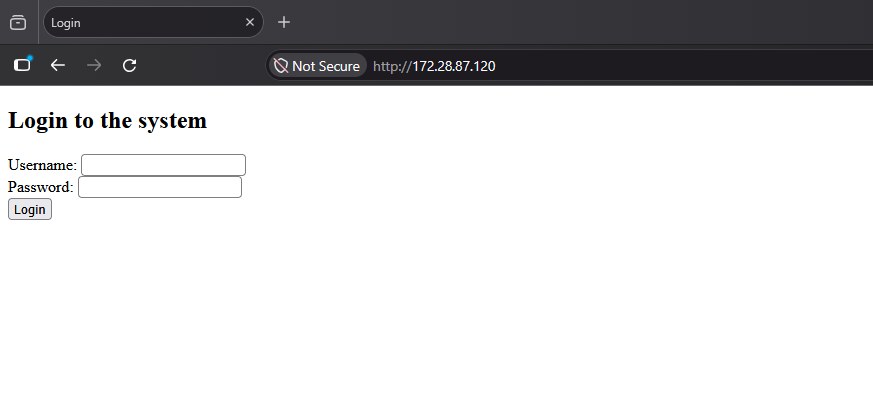 Login
Not Secure http://172.28.87.120
Login to the system
Username:
Password:
Login